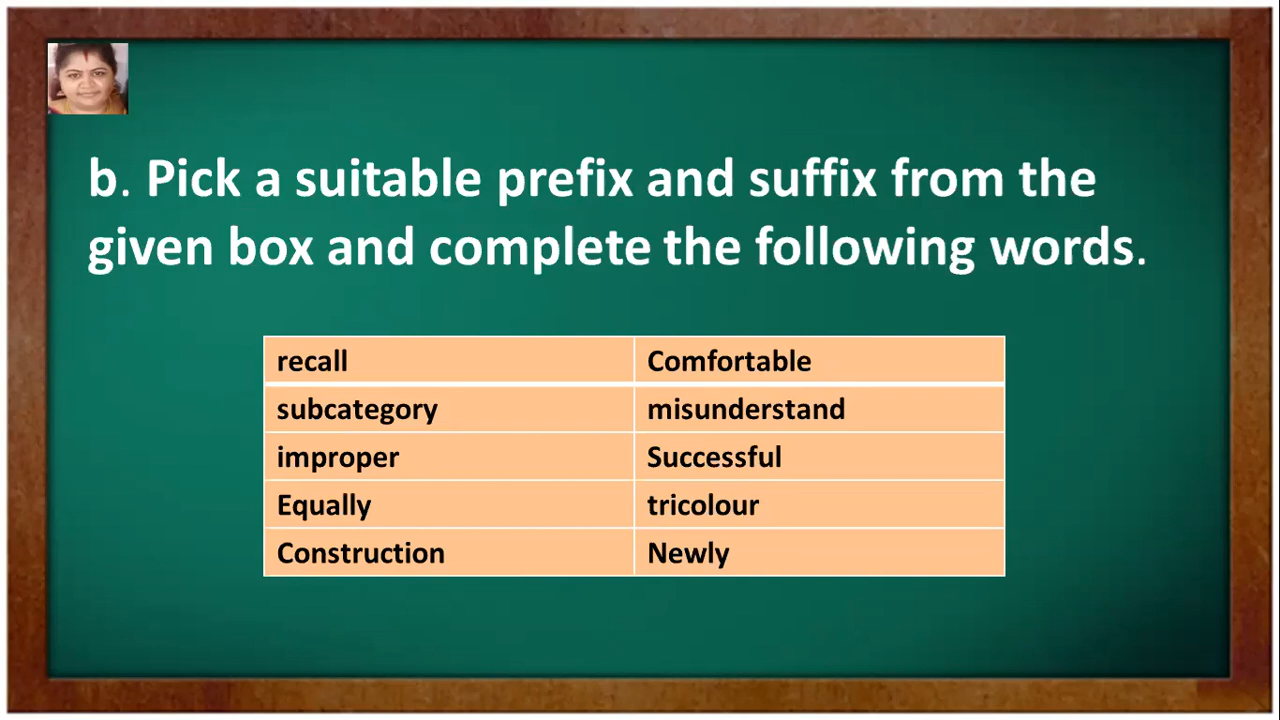 b. Pick a suitable prefix and suffix from the
given box and complete the following words.
recall Comfortable
subcategory misunderstand
improper Successful
Equally tricolour
Construction Newly